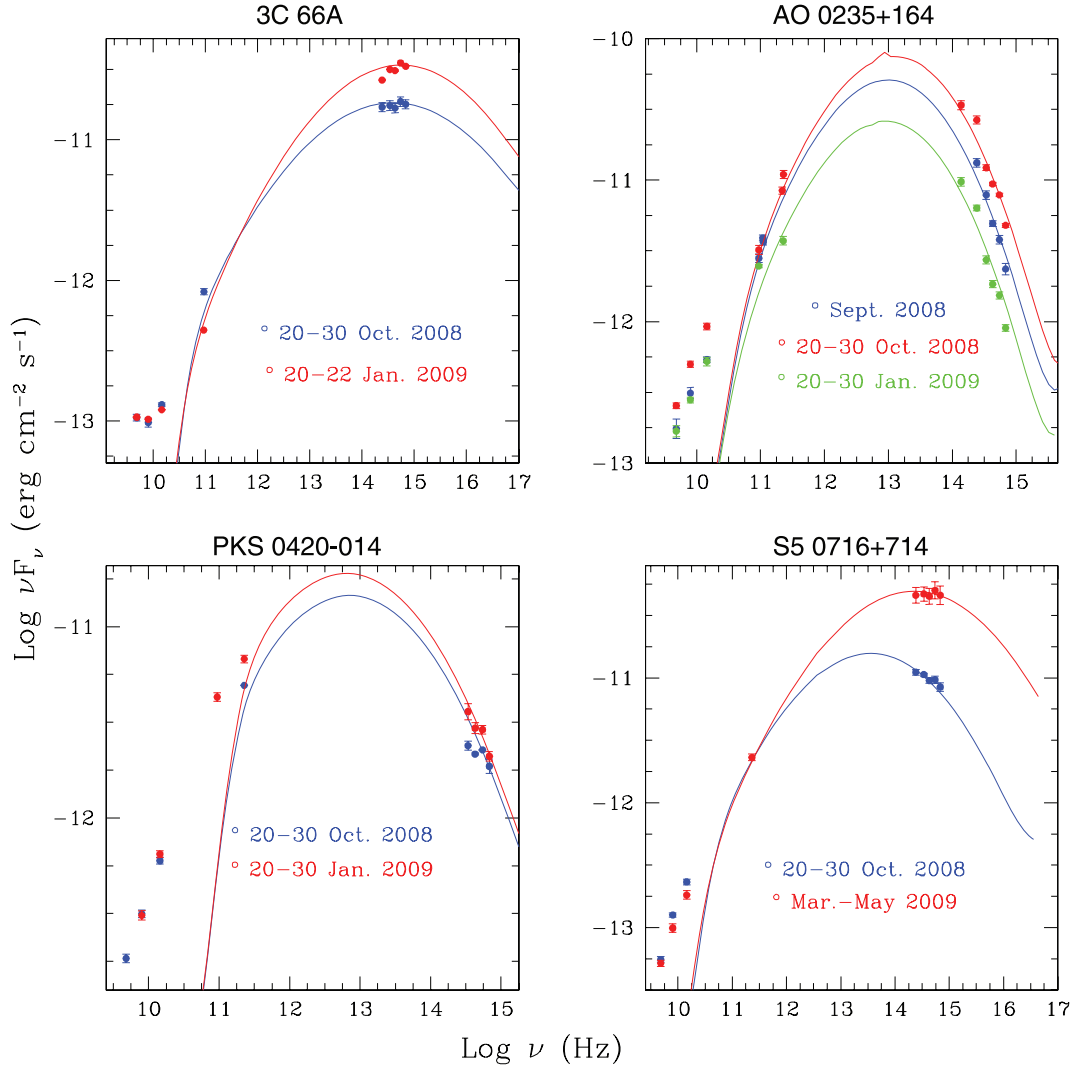 3C 66A
−11
−12
−13
10 11 12 13 14 15 16 17
○ 20−30 Oct. 2008
○ 20−22 Jan. 2009
AO 0235+164
−10
−11
−12
−13
10 11 12 13 14 15
○ Sept. 2008
○ 20−30 Oct. 2008
○ 20−30 Jan. 2009
Log νFν (erg cm⁻² s⁻¹)
PKS 0420-014
−11
−12
10 11 12 13 14 15
○ 20−30 Oct. 2008
○ 20−30 Jan. 2009
S5 0716+714
−11
−12
−13
10 11 12 13 14 15 16 17
○ 20−30 Oct. 2008
○ Mar.−May 2009
Log ν (Hz)